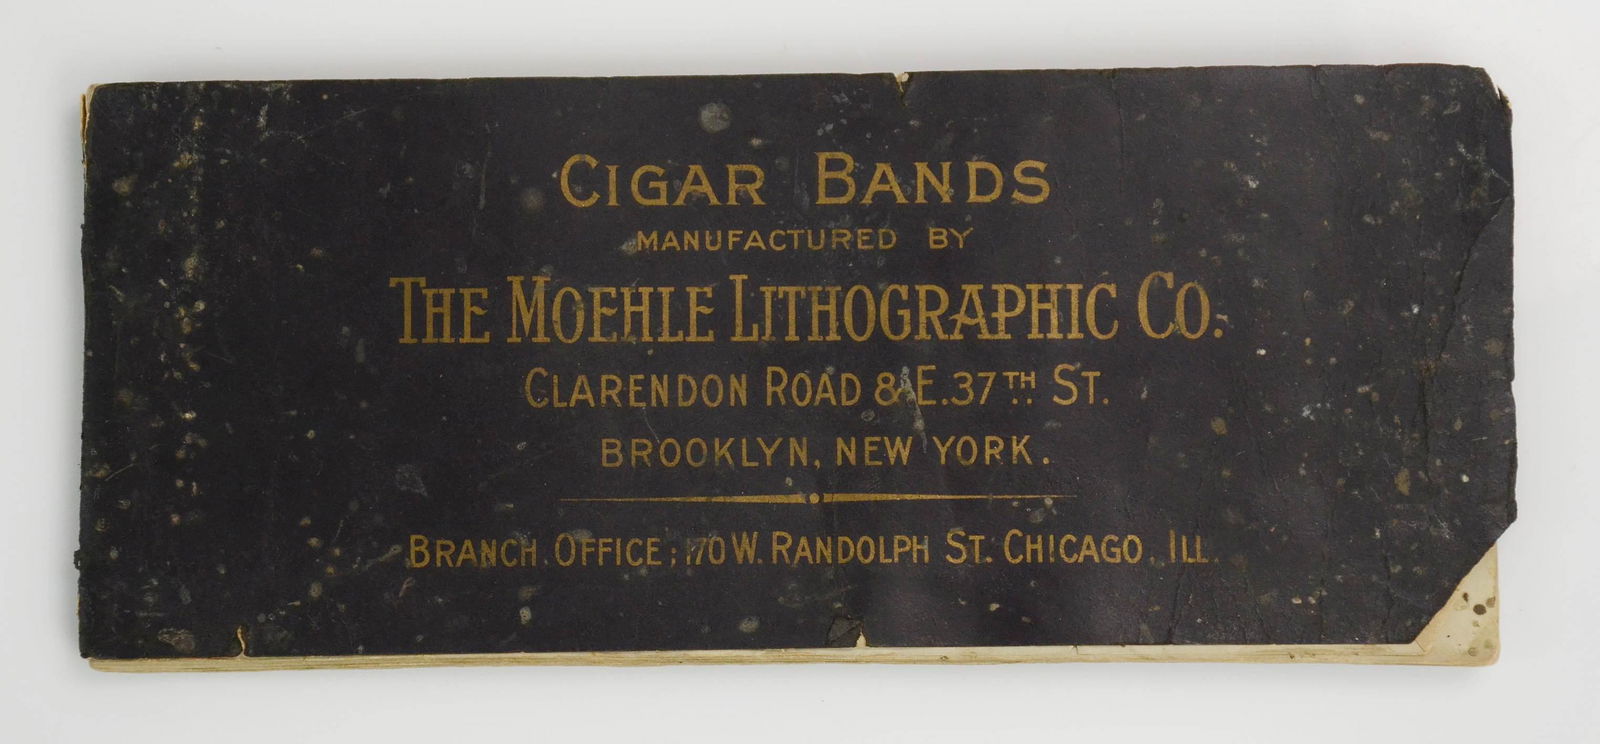 CIGAR BANDS
MANUFACTURED BY
THE MOEHLE LITHOGRAPHIC CO.
CLARENDON ROAD & E. 37TH ST.
BROOKLYN, NEW YORK.
BRANCH OFFICE; 170 W. RANDOLPH ST. CHICAGO, ILL.